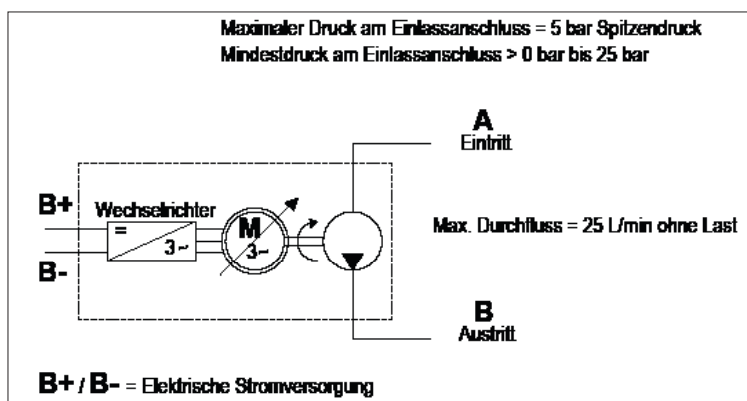 Maximaler Druck am Einlassanschluss = 5 bar Spitzendruck
Mindestdruck am Einlassanschluss > 0 bar bis 25 bar
A
Eintritt
B+
Wechselrichter
=
3~
M
3~
B-
Max. Durchfluss = 25 L/min ohne Last
B
Austritt
B+ / B- = Elektrische Stromversorgung